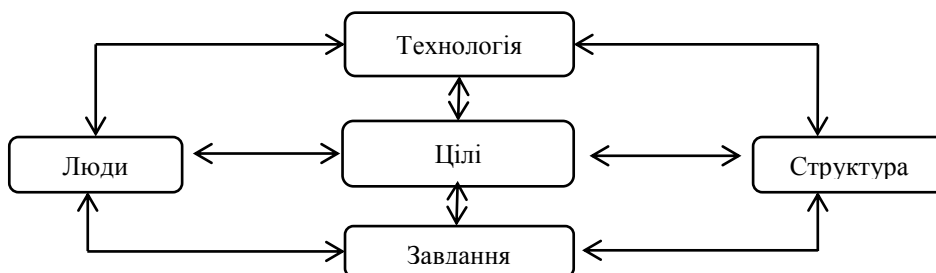 Технологія
Люди
Цілі
Структура
Завдання